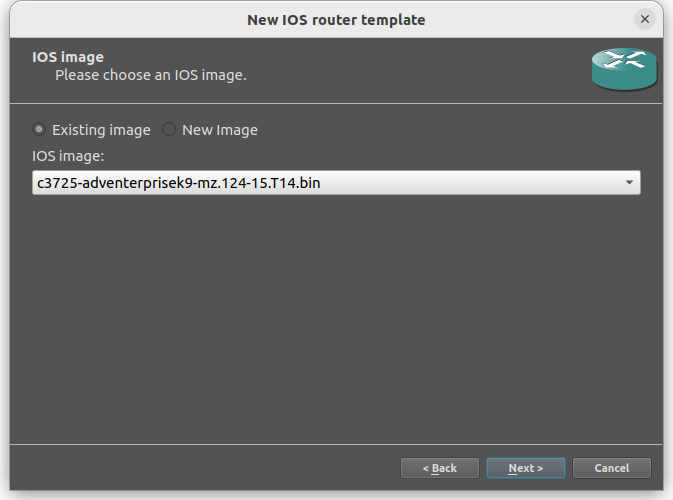 New IOS router template
IOS image
Please choose an IOS image.
Existing image New Image
IOS image:
c3725-adventerprisek9-mz.124-15.T14.bin
< Back Next > Cancel